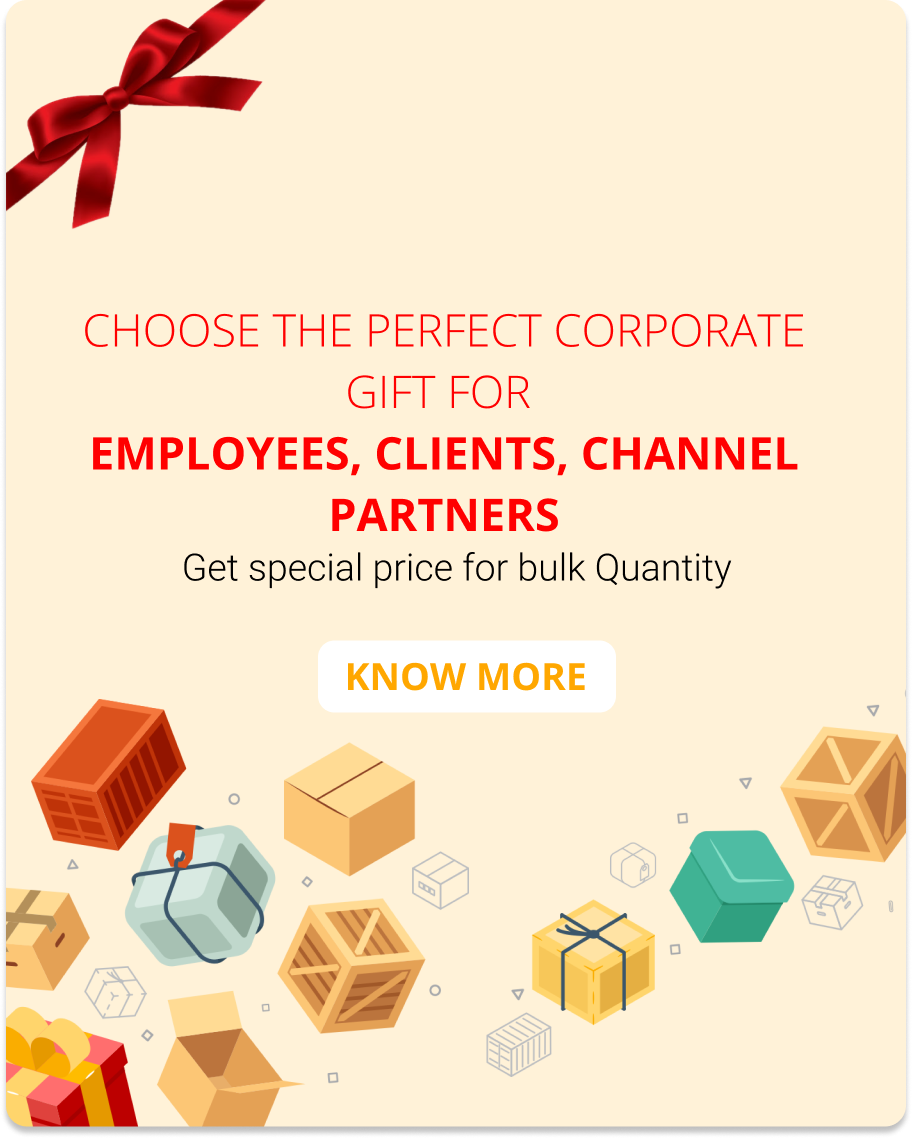 CHOOSE THE PERFECT CORPORATE
GIFT FOR
EMPLOYEES, CLIENTS, CHANNEL
PARTNERS
Get special price for bulk Quantity
KNOW MORE